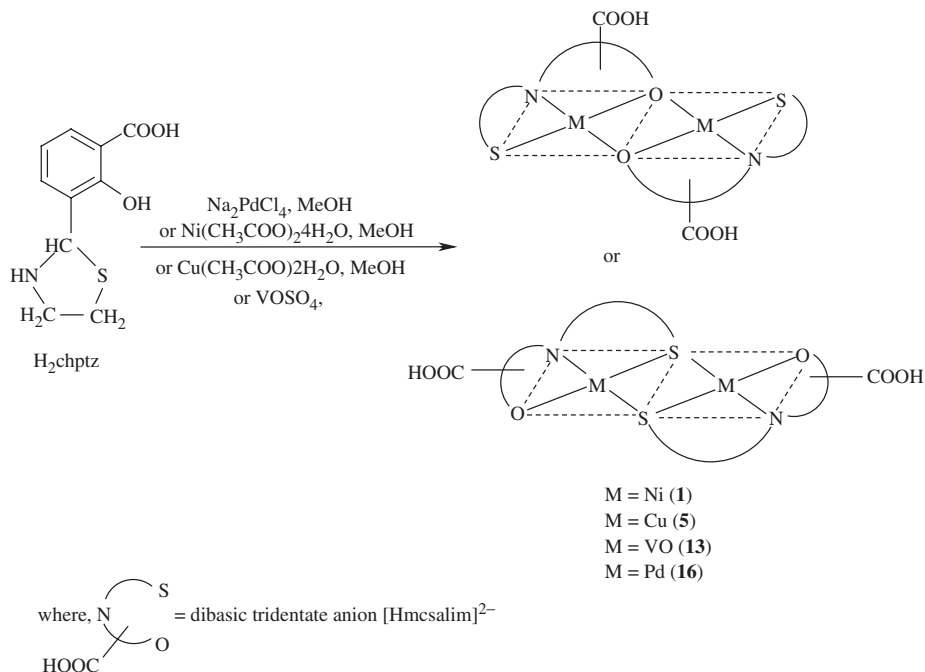 COOH
N
O
S
M
M
S
O
N
COOH
or
COOH
OH
HC
HN
S
H₂C
CH₂
H₂chptz
Na₂PdCl₄, MeOH
or Ni(CH₃COO)₂4H₂O, MeOH
or Cu(CH₃COO)2H₂O, MeOH
or VOSO₄,
N
S
O
HOOC
M
M
COOH
O
S
N
M = Ni (1)
M = Cu (5)
M = VO (13)
M = Pd (16)
S
where, N = dibasic tridentate anion [Hmcsalim]²⁻
O
HOOC